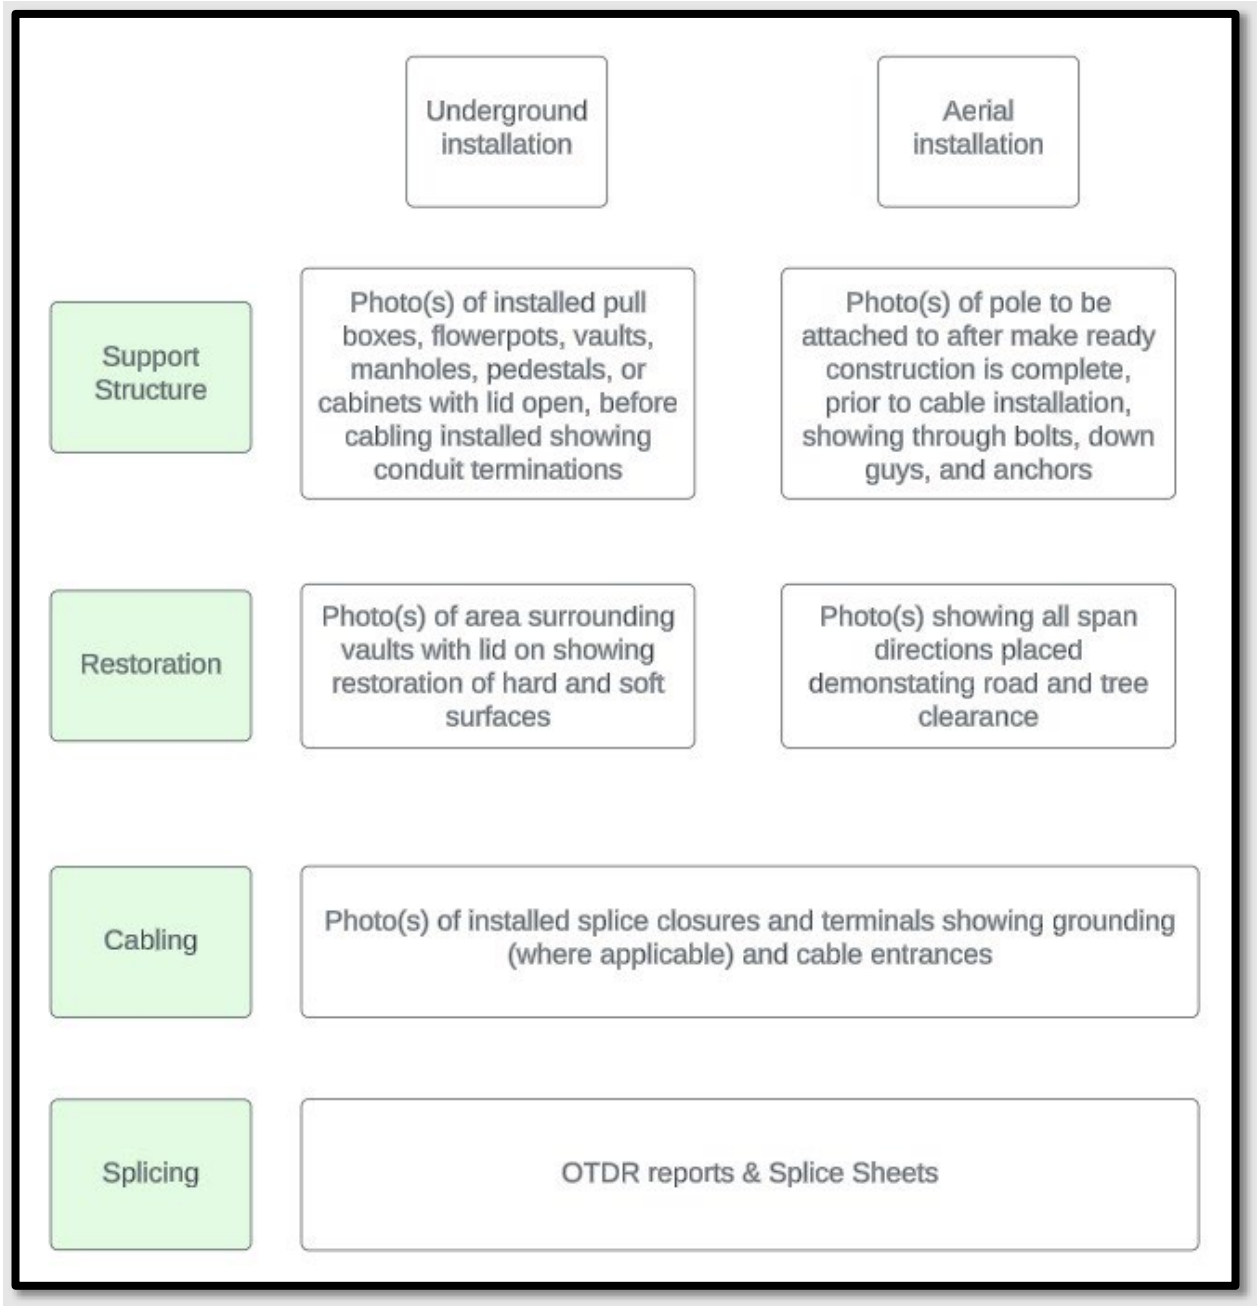 Underground
installation
Aerial
installation
Support
Structure
Photo(s) of installed pull
boxes, flowerpots, vaults,
manholes, pedestals, or
cabinets with lid open, before
cabling installed showing
conduit terminations
Photo(s) of pole to be
attached to after make ready
construction is complete,
prior to cable installation,
showing through bolts, down
guys, and anchors
Restoration
Photo(s) of area surrounding
vaults with lid on showing
restoration of hard and soft
surfaces
Photo(s) showing all span
directions placed
demonstating road and tree
clearance
Cabling
Photo(s) of installed splice closures and terminals showing grounding
(where applicable) and cable entrances
Splicing
OTDR reports & Splice Sheets